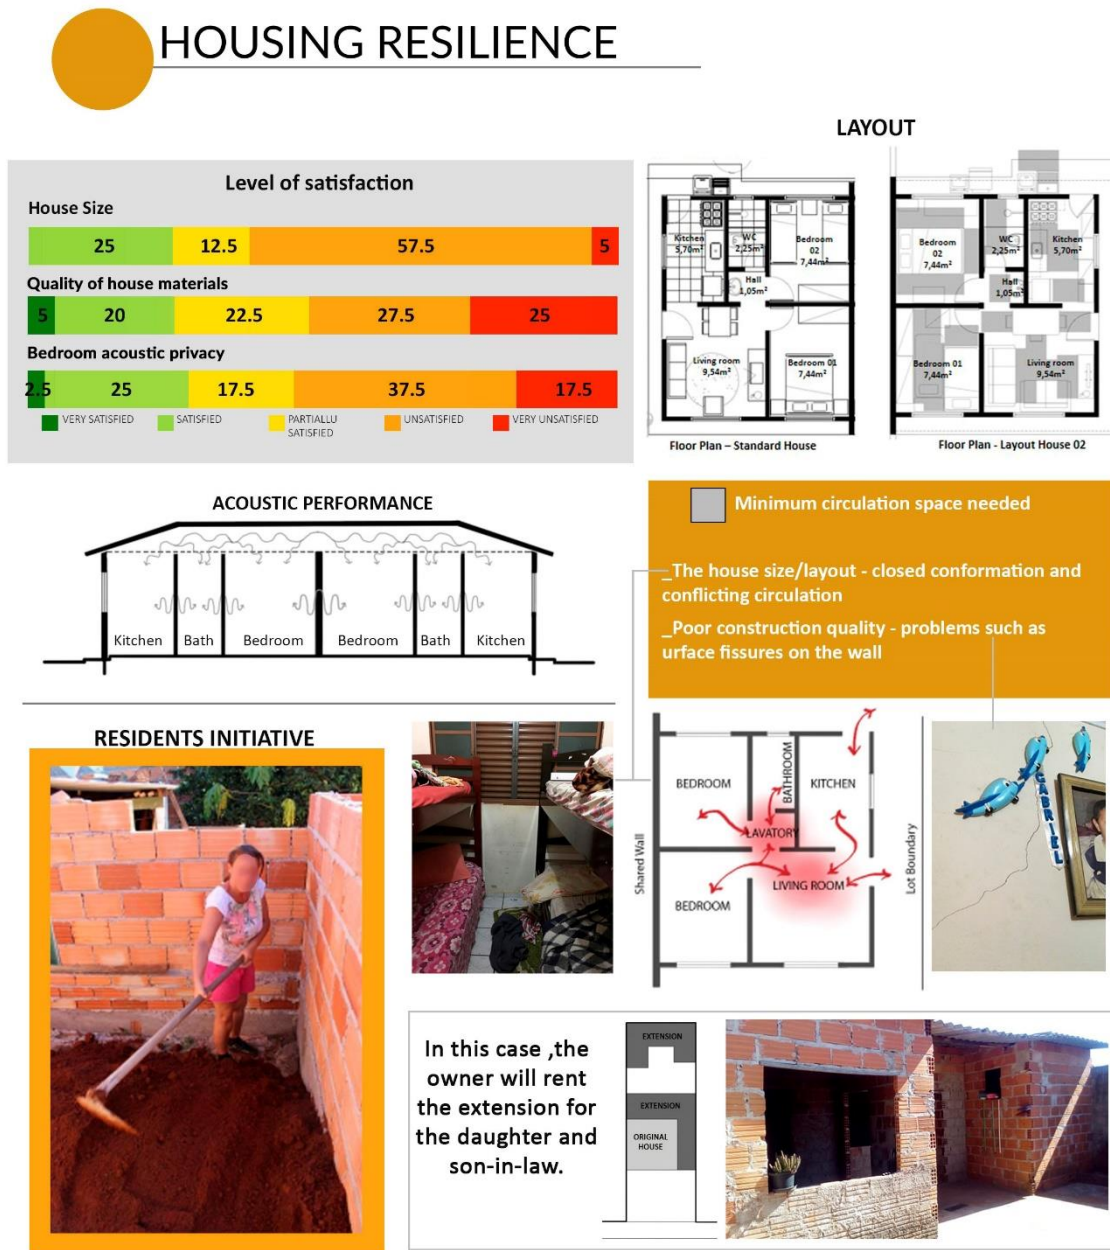 HOUSING RESILIENCE
Level of satisfaction
House Size
25 12.5 57.5 5
Quality of house materials
5 20 22.5 27.5 25
Bedroom acoustic privacy
2.5 25 17.5 37.5 17.5
VERY SATISFIED
SATISFIED
PARTIALLU
SATISFIED
UNSATISFIED
VERY UNSATISFIED
LAYOUT
Kitchen
5,70m²
WC
2,25m²
Bedroom
02
7,44m²
Hall
1,05m²
Living room
9,54m²
Bedroom 01
7,44m²
Floor Plan – Standard House
Bedroom
02
7,44m²
WC
2,25m²
Kitchen
5,70m²
Hall
1,05m²
Bedroom 01
7,44m²
Living room
9,54m²
Floor Plan - Layout House 02
ACOUSTIC PERFORMANCE
Kitchen Bath Bedroom Bedroom Bath Kitchen
Minimum circulation space needed
_The house size/layout - closed conformation and
conflicting circulation
_Poor construction quality - problems such as
urface fissures on the wall
RESIDENTS INITIATIVE
Shared Wall
BEDROOM
BATHROOM
KITCHEN
LAVATORY
LIVING ROOM
BEDROOM
Lot Boundary
GABRIEL
In this case ,the
owner will rent
the extension for
the daughter and
son-in-law.
EXTENSION
EXTENSION
ORIGINAL
HOUSE